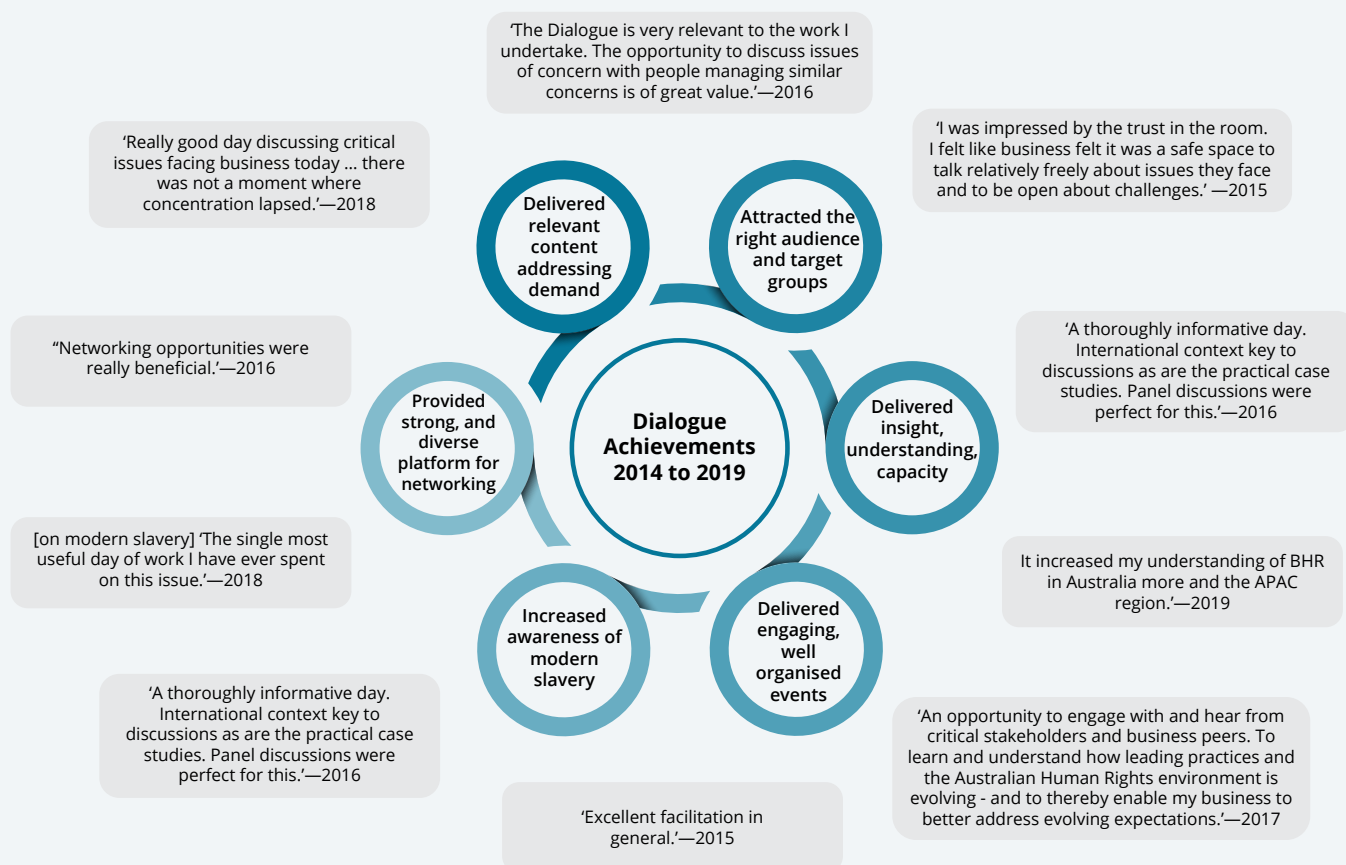 ‘The Dialogue is very relevant to the work I
undertake. The opportunity to discuss issues
of concern with people managing similar
concerns is of great value.’—2016
‘Really good day discussing critical
issues facing business today ... there
was not a moment where
concentration lapsed.’—2018
‘I was impressed by the trust in the room.
I felt like business felt it was a safe space to
talk relatively freely about issues they face
and to be open about challenges.’ —2015
Delivered
relevant
content
addressing
demand
Attracted the
right audience
and target
groups
“Networking opportunities were
really beneficial.’—2016
‘A thoroughly informative day.
International context key to
discussions as are the practical case
studies. Panel discussions were
perfect for this.’—2016
Provided
strong, and
diverse
platform for
networking
Dialogue
Achievements
2014 to 2019
Delivered
insight,
understanding,
capacity
[on modern slavery] ‘The single most
useful day of work I have ever spent
on this issue.’—2018
It increased my understanding of BHR
in Australia more and the APAC
region.’—2019
Increased
awareness of
modern
slavery
Delivered
engaging,
well
organised
events
‘A thoroughly informative day.
International context key to
discussions as are the practical case
studies. Panel discussions were
perfect for this.’—2016
‘An opportunity to engage with and hear from
critical stakeholders and business peers. To
learn and understand how leading practices and
the Australian Human Rights environment is
evolving - and to thereby enable my business to
better address evolving expectations.’—2017
‘Excellent facilitation in
general.’—2015